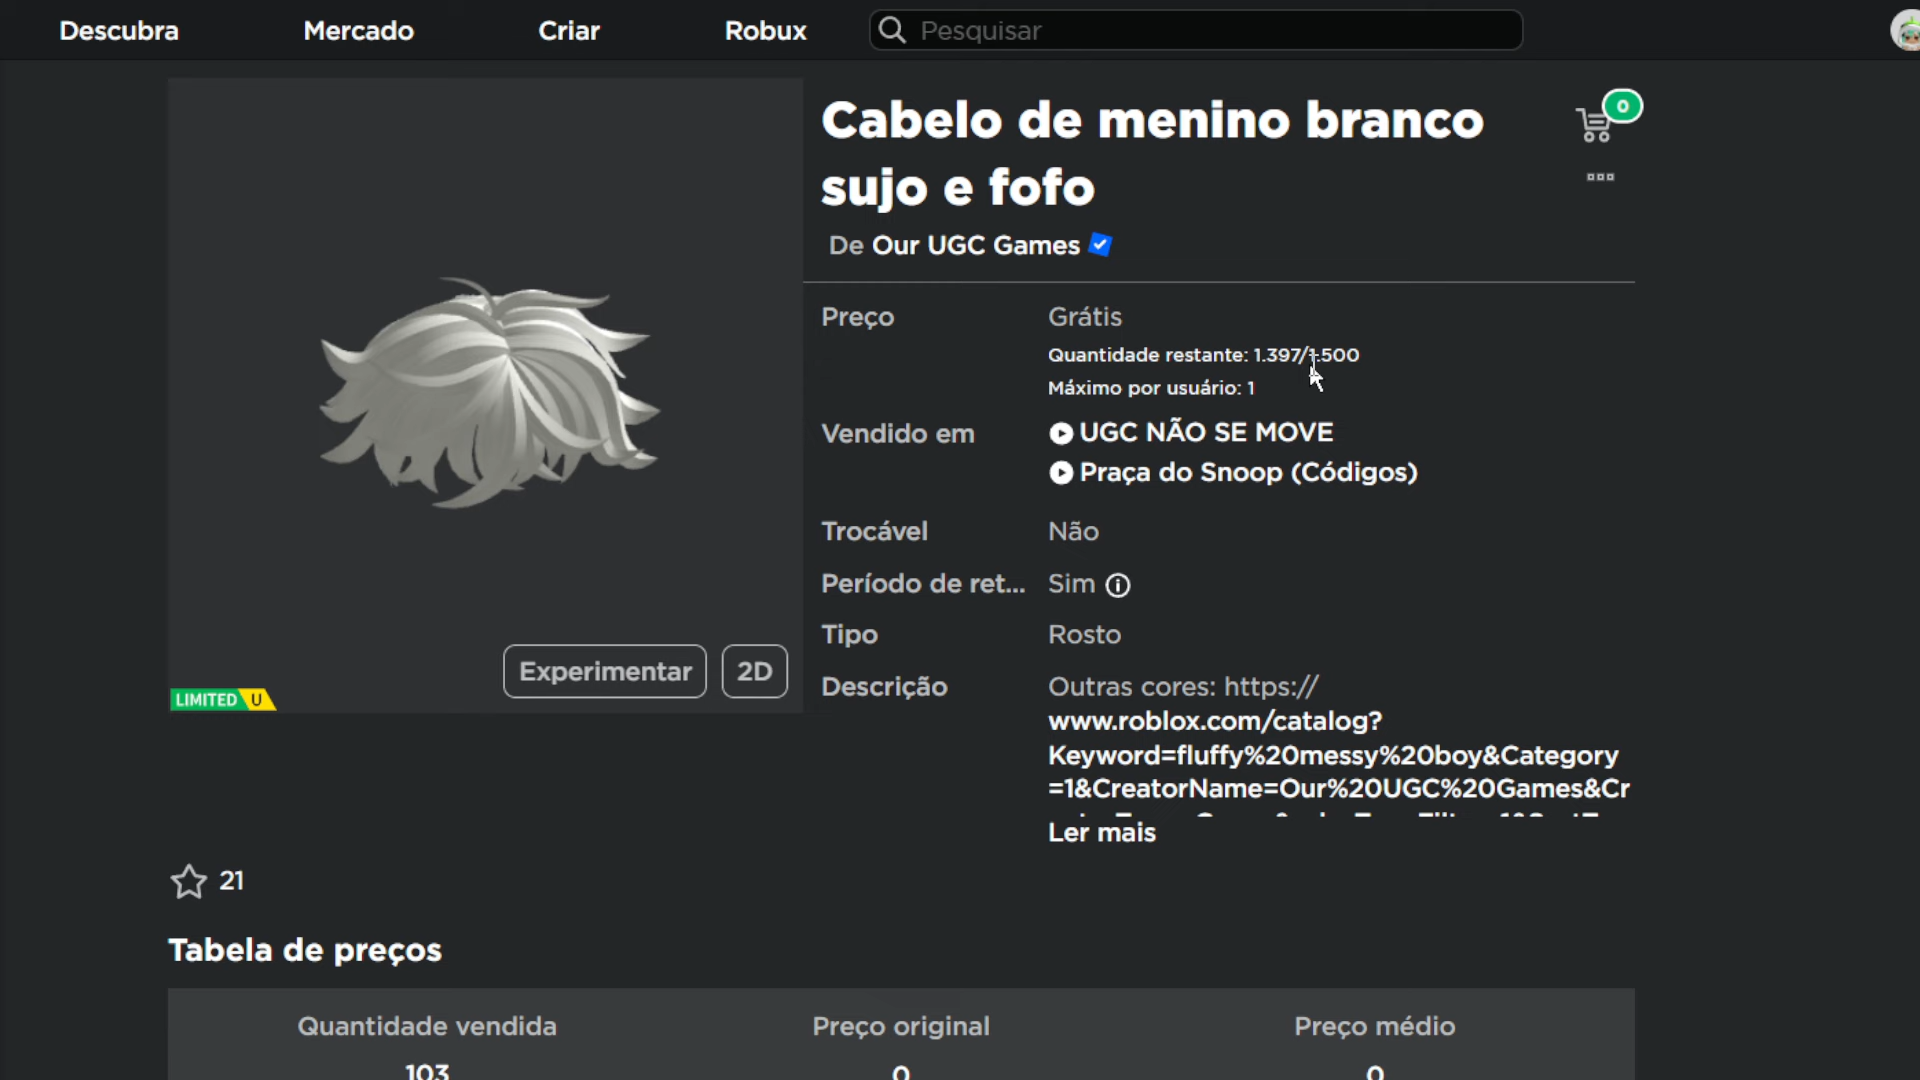 Descubra
Mercado
Criar
Robux
Pesquisar
Cabelo de menino branco
sujo e fofo
0
De Our UGC Games
Preço
Grátis
Quantidade restante: 1.397/1.500
Máximo por usuário: 1
Vendido em
UGC NÃO SE MOVE
Praça do Snoop (Códigos)
Trocável
Não
Período de ret...
Sim
Tipo
Rosto
Descrição
Outras cores: https://
www.roblox.com/catalog?
Keyword=fluffy%20messy%20boy&Category
=1&CreatorName=Our%20UGC%20Games&Cr
Ler mais
Experimentar
2D
LIMITED U
21
Tabela de preços
Quantidade vendida
Preço original
Preço médio
103
0
0